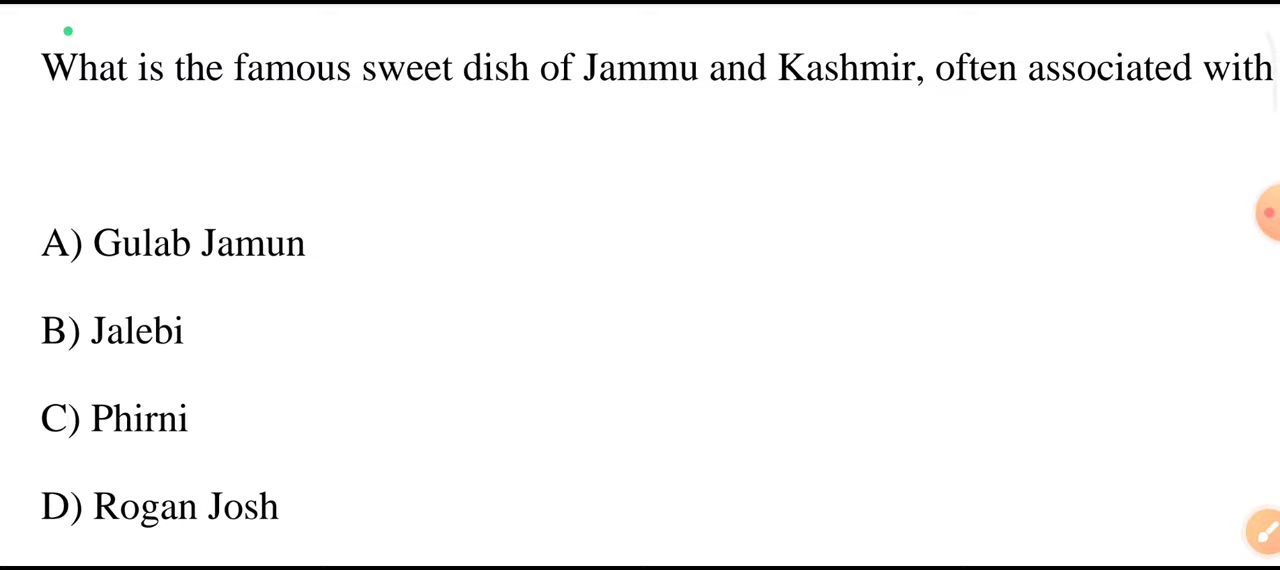 What is the famous sweet dish of Jammu and Kashmir, often associated with
A) Gulab Jamun
B) Jalebi
C) Phirni
D) Rogan Josh